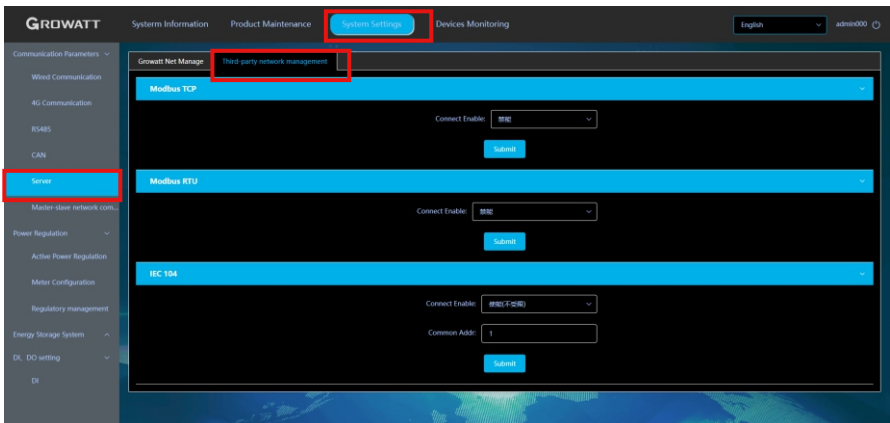 GROWATT
Systerm Information
Product Maintenance
Systerm Settings
Devices Monitoring
English
admin000
Communication Parameters
Wired Communication
4G Communication
RS485
CAN
Server
Master-slave network com...
Power Regulation
Active Power Regulation
Meter Configuration
Regulatory management
Energy Storage System
DI、DO setting
DI
Growatt Net Manage
Third-party network management
Modbus TCP
Connect Enable: 禁能
Submit
Modbus RTU
Connect Enable: 禁能
Submit
IEC 104
Connect Enable: 使能(不受限)
Common Addr: 1
Submit